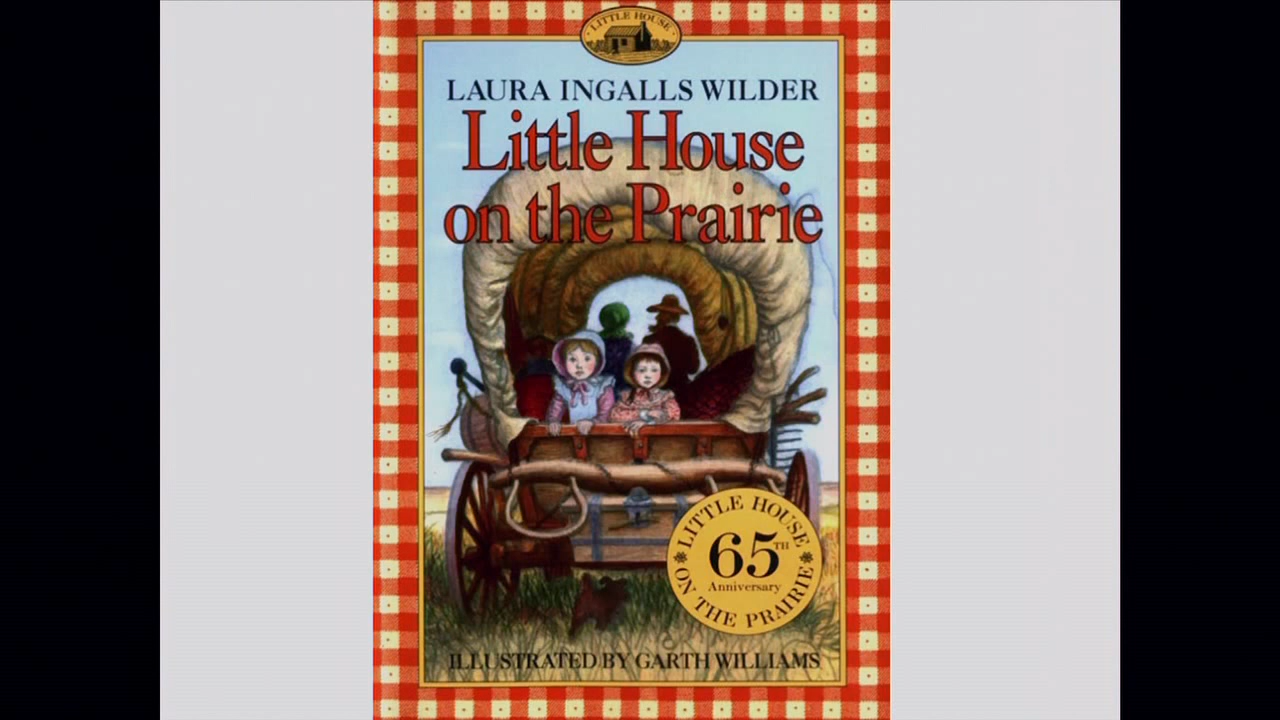 LITTLE HOUSE
LAURA INGALLS WILDER
Little House
on the Prairie
LITTLE HOUSE
65TH
Anniversary
ON THE PRAIRIE
ILLUSTRATED BY GARTH WILLIAMS